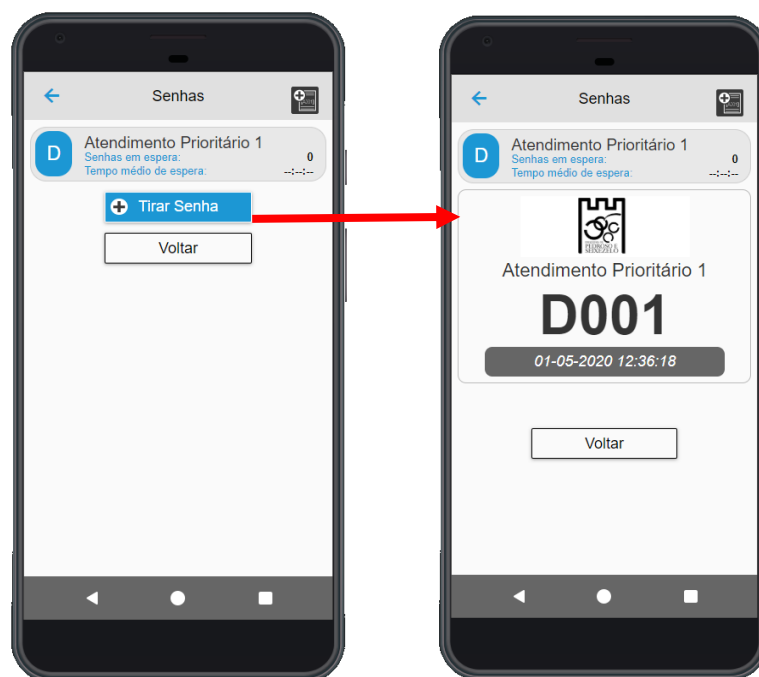 Senhas
D
Atendimento Prioritário 1
Senhas em espera: 0
Tempo médio de espera: --:--:--
Tirar Senha
Voltar
Senhas
D
Atendimento Prioritário 1
Senhas em espera: 0
Tempo médio de espera: --:--:--
PEDROSO E
SEIXEZELO
Atendimento Prioritário 1
D001
01-05-2020 12:36:18
Voltar